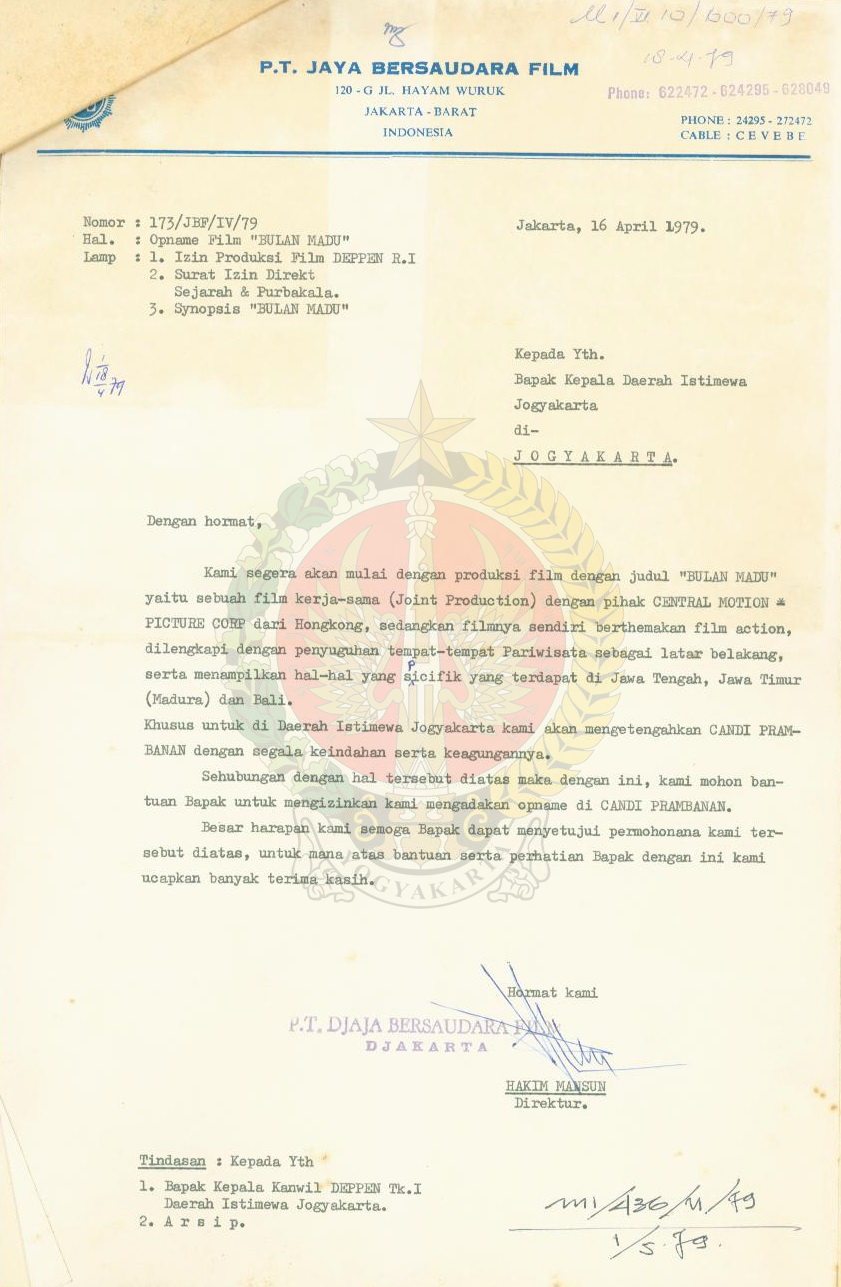 M1/VI 10/600/79
18-4-79
P.T. JAYA BERSAUDARA FILM
120 - G JL. HAYAM WURUK
JAKARTA - BARAT
INDONESIA
Phone: 622472 - 624295 - 628049
PHONE : 24295 - 272472
CABLE : C E V E B E
Nomor : 173/JBF/IV/79
Jakarta, 16 April 1979.
Hal. : Opname Film "BULAN MADU"
Lamp : 1. Izin Produksi Film DEPPEN R.I
2. Surat Izin Direkt
Sejarah & Purbakala.
3. Synopsis "BULAN MADU"
18/4 79
Kepada Yth.
Bapak Kepala Daerah Istimewa
Jogyakarta
di-
J O G Y A K A R T A.
Dengan hormat,
Kami segera akan mulai dengan produksi film dengan judul "BULAN MADU"
yaitu sebuah film kerja-sama (Joint Production) dengan pihak CENTRAL MOTION
PICTURE CORP dari Hongkong, sedangkan filmnya sendiri berthemakan film action,
dilengkapi dengan penyuguhan tempat-tempat Pariwisata sebagai latar belakang,
serta menampilkan hal-hal yang spicifik yang terdapat di Jawa Tengah, Jawa Timur
(Madura) dan Bali.
Khusus untuk di Daerah Istimewa Jogyakarta kami akan mengetengahkan CANDI PRAM-
BANAN dengan segala keindahan serta keagungannya.
Sehubungan dengan hal tersebut diatas maka dengan ini, kami mohon ban-
tuan Bapak untuk mengizinkan kami mengadakan opname di CANDI PRAMBANAN.
Besar harapan kami semoga Bapak dapat menyetujui permohonana kami ter-
sebut diatas, untuk mana atas bantuan serta perhatian Bapak dengan ini kami
ucapkan banyak terima kasih.
JOGYAKARTA
Hormat kami
P.T. DJAJA BERSAUDARA FILM
DJAKARTA
HAKIM MANSUN
Direktur.
Tindasan : Kepada Yth
1. Bapak Kepala Kanwil DEPPEN Tk.I
Daerah Istimewa Jogyakarta.
2. A r s i p.
1/5.79.